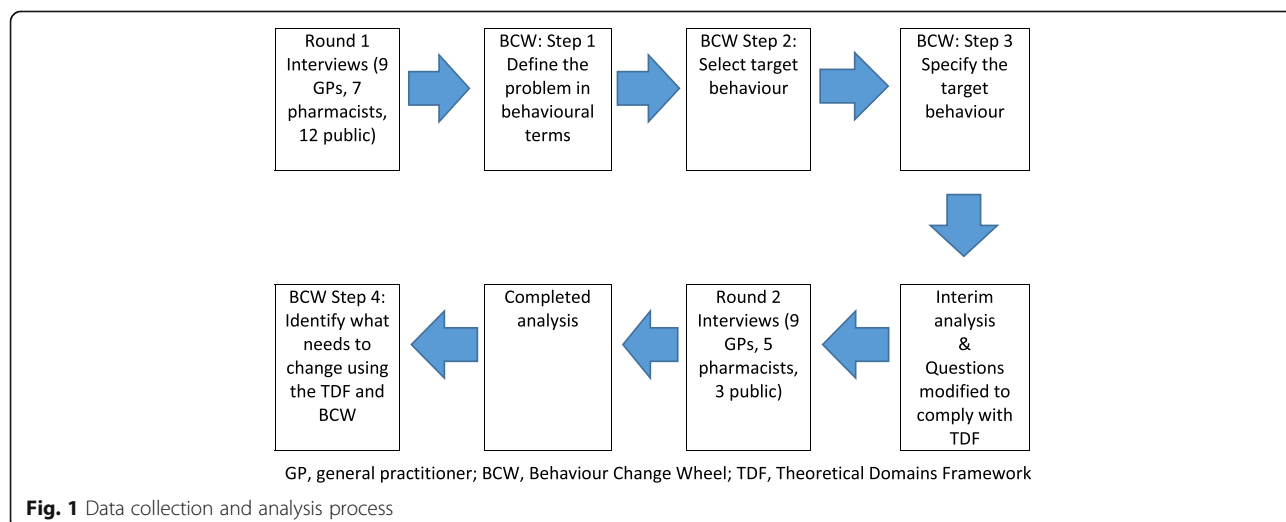 Round 1
Interviews (9
GPs, 7
pharmacists,
12 public)
BCW: Step 1
Define the
problem in
behavioural
terms
BCW Step 2:
Select target
behaviour
BCW: Step 3
Specify the
target
behaviour
Interim
analysis
&
Questions
modified to
comply with
TDF
Round 2
Interviews (9
GPs, 5
pharmacists,
3 public)
Completed
analysis
BCW Step 4:
Identify what
needs to
change using
the TDF and
BCW
GP, general practitioner; BCW, Behaviour Change Wheel; TDF, Theoretical Domains Framework
Fig. 1 Data collection and analysis process